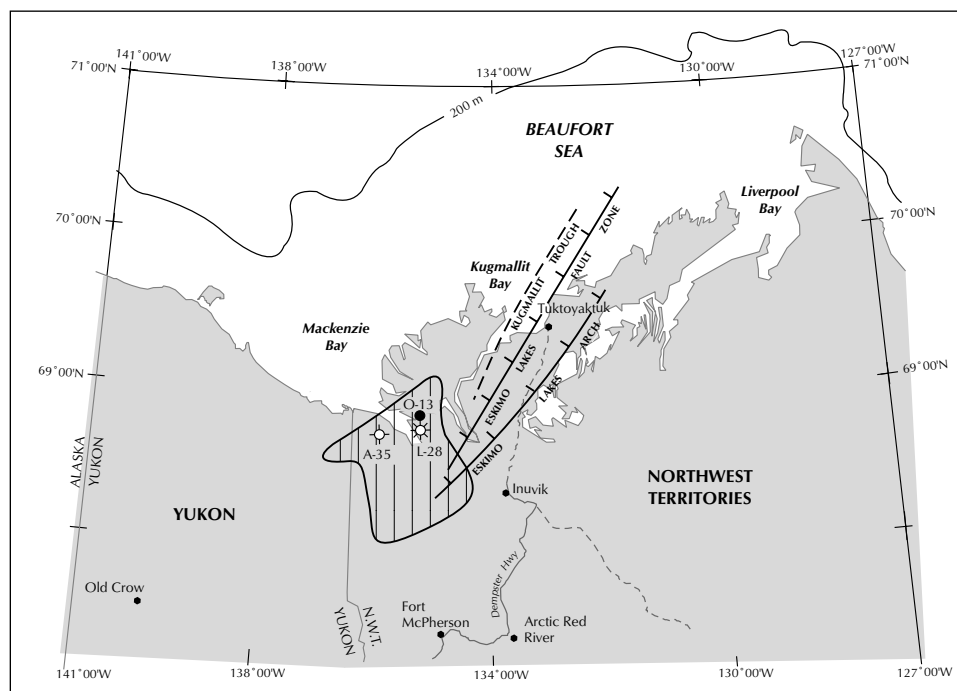 141°00'W
71°00'N
138°00'W
134°00'W
130°00'W
127°00'W
71°00'N
200 m
BEAUFORT
SEA
Liverpool
Bay
70°00'N
70°00'N
Kugmallit
Bay
KUGMALLIT TROUGH
ESKIMO LAKES FAULT ZONE
Tuktoyaktuk
Mackenzie
Bay
ESKIMO LAKES ARCH
69°00'N
69°00'N
O-13
A-35
L-28
ALASKA
YUKON
YUKON
NORTHWEST
TERRITORIES
Inuvik
Old Crow
Dempster Hwy
YUKON
N.W.T.
Fort
McPherson
Arctic Red
River
141°00'W
138°00'W
134°00'W
130°00'W
127°00'W